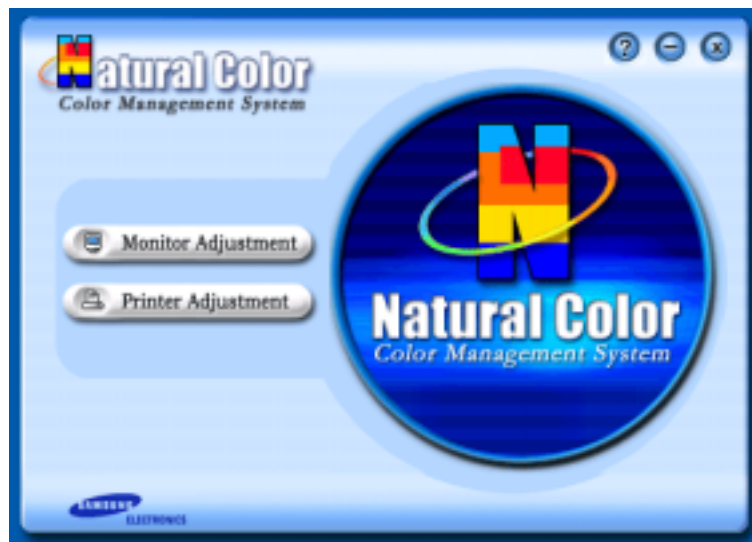 Natural Color
Color Management System
?
Monitor Adjustment
Printer Adjustment
N
Natural Color
Color Management System
SAMSUNG
ELECTRONICS